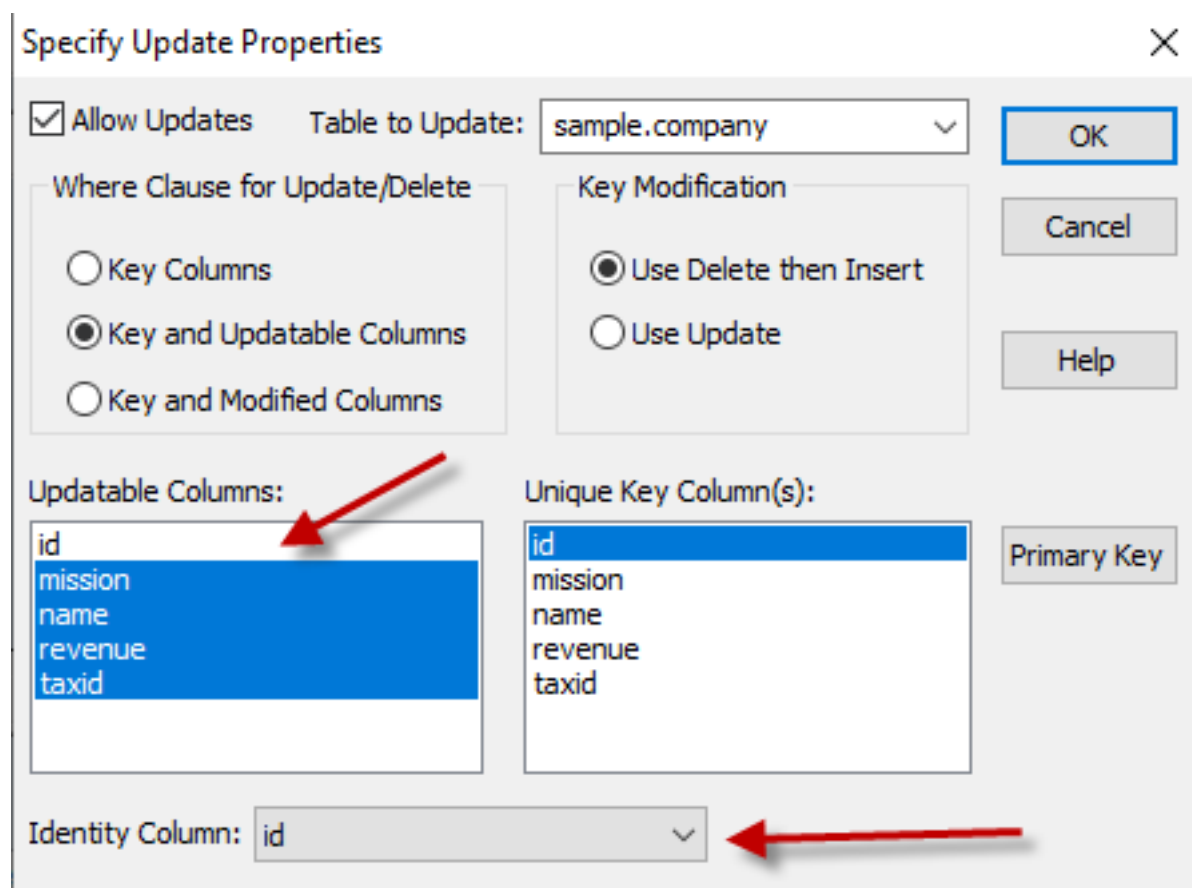 Specify Update Properties
Allow Updates
Table to Update:
sample.company
OK
Cancel
Help
Where Clause for Update/Delete
Key Columns
Key and Updatable Columns
Key and Modified Columns
Key Modification
Use Delete then Insert
Use Update
Updatable Columns:
id
mission
name
revenue
taxid
Unique Key Column(s):
id
mission
name
revenue
taxid
Primary Key
Identity Column:
id